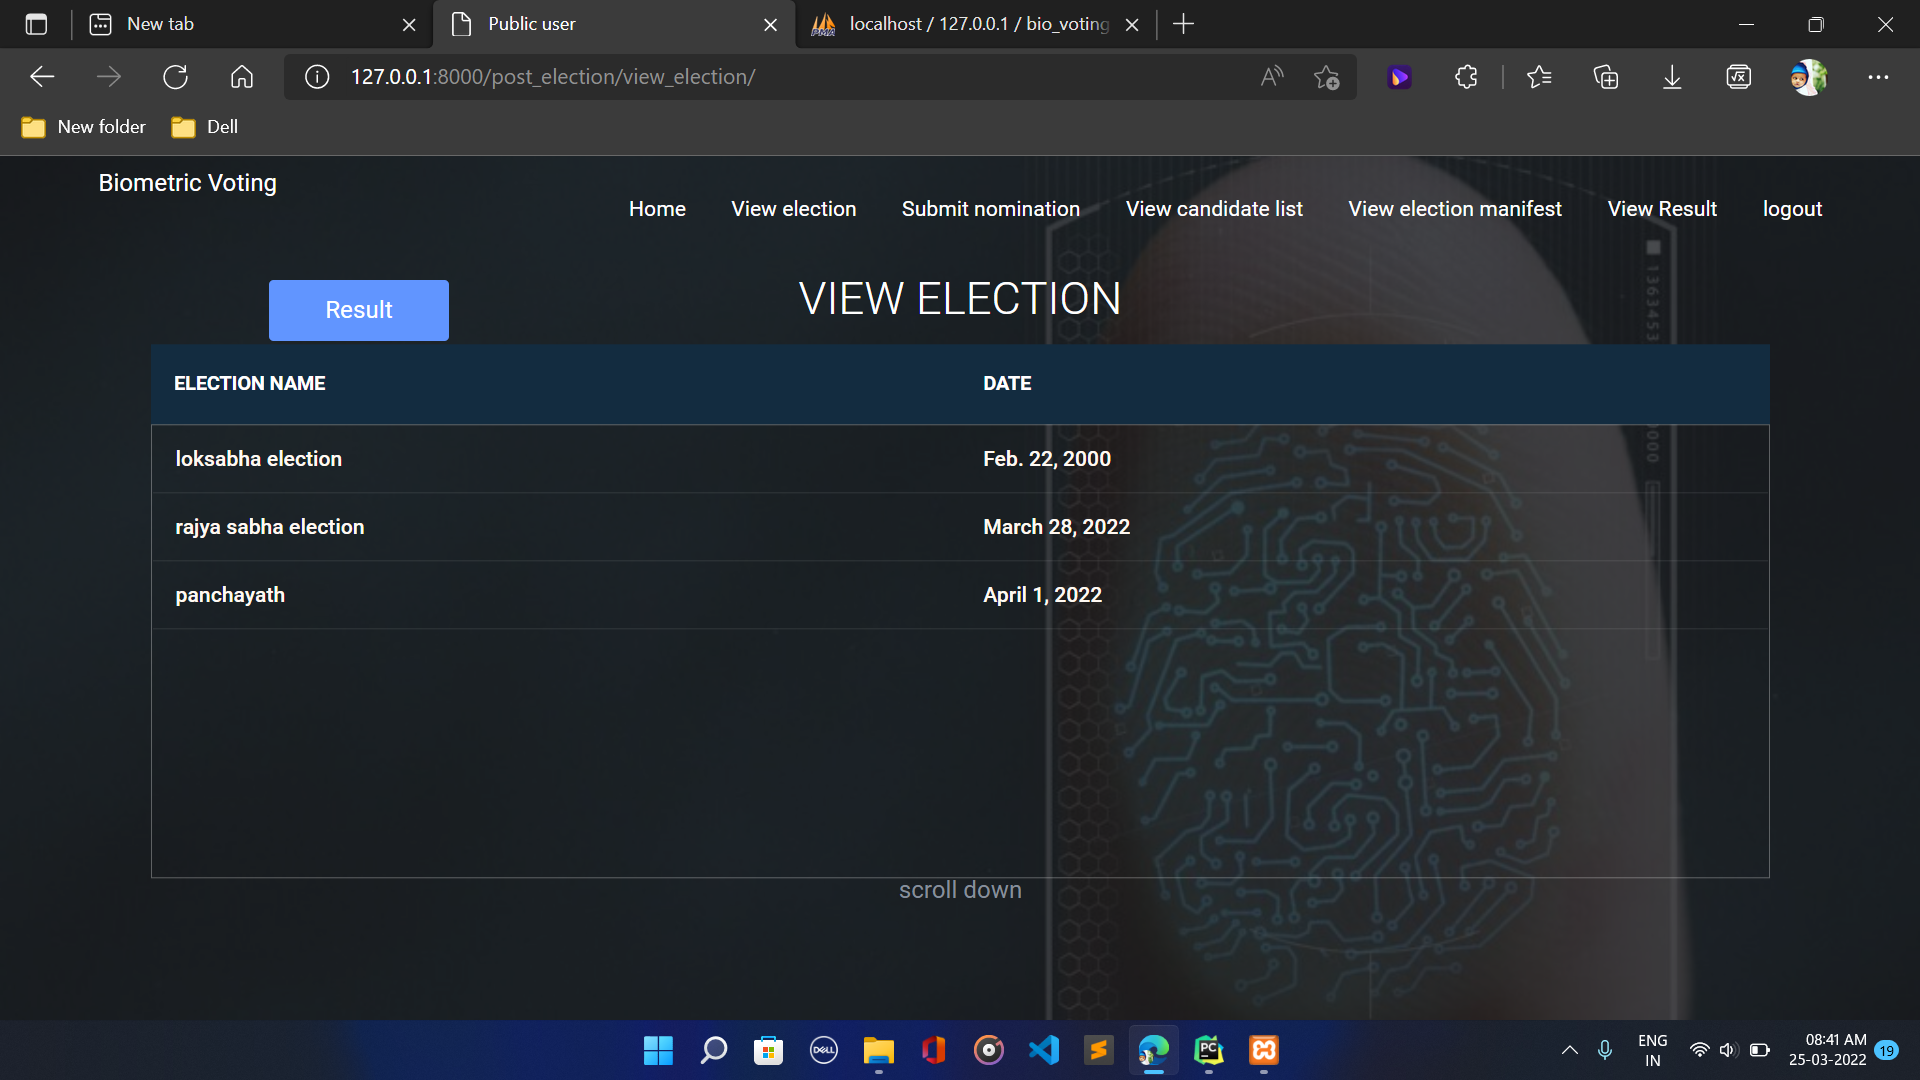 New tab
Public user
localhost / 127.0.0.1 / bio_voting
127.0.0.1:8000/post_election/view_election/
New folder
Dell
Biometric Voting
Home
View election
Submit nomination
View candidate list
View election manifest
View Result
logout
Result
VIEW ELECTION
ELECTION NAME
DATE
loksabha election
Feb. 22, 2000
rajya sabha election
March 28, 2022
panchayath
April 1, 2022
scroll down
DELL
PC
ENG
IN
08:41 AM
25-03-2022
19